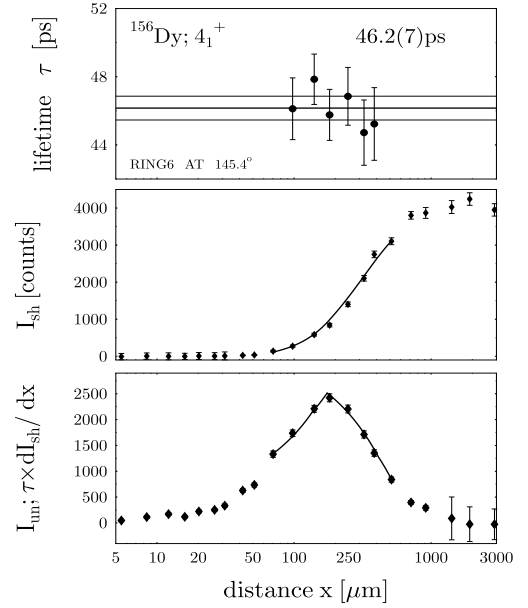 52
48
44
lifetime τ [ps]
¹⁵⁶Dy; 4₁⁺ 46.2(7)ps
RING6 AT 145.4°
4000
3000
2000
1000
0
I_sh [counts]
2500
2000
1500
1000
500
0
I_un; τ×dI_sh/ dx
5 10 50 100 250 1000 3000
distance x [μm]